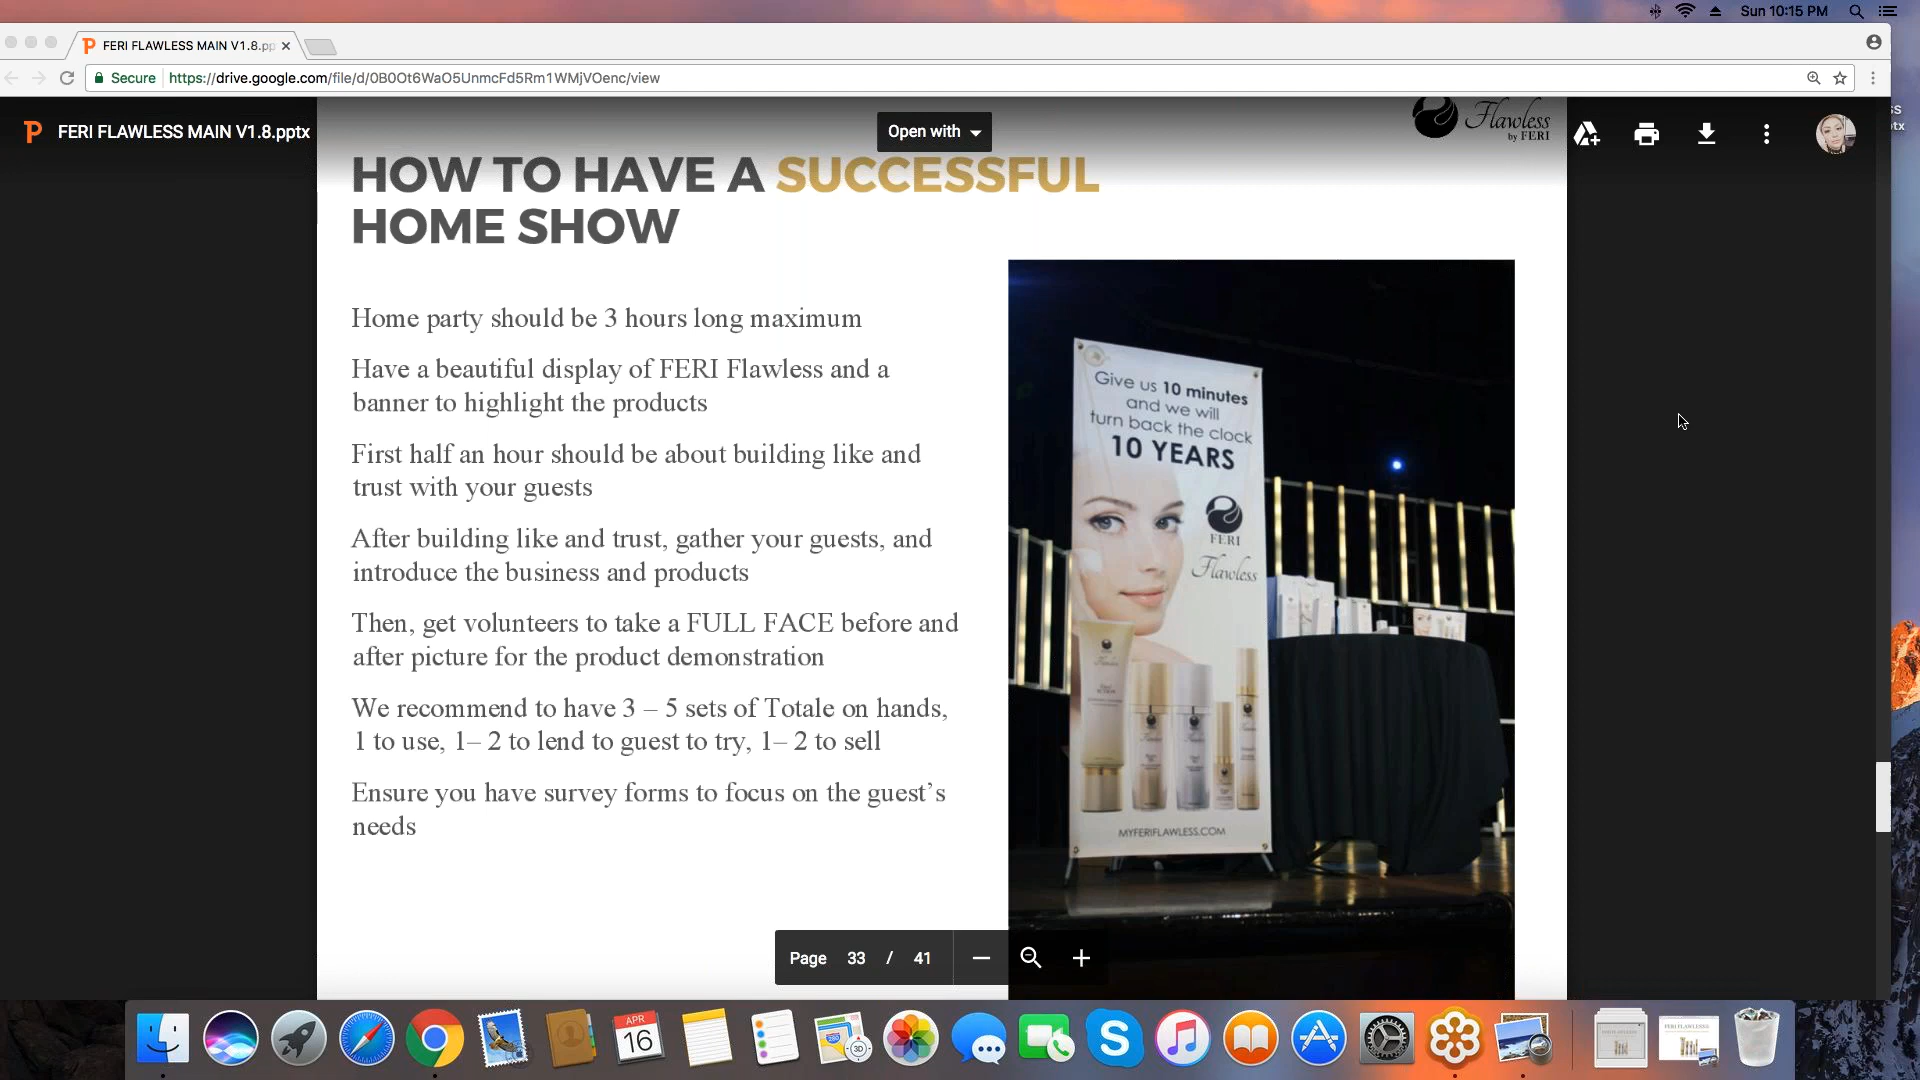 Sun 10:15 PM
FERI FLAWLESS MAIN V1.8.pp
Secure
https://drive.google.com/file/d/0B0Ot6WaO5UnmcFd5Rm1WMjVOenc/view
FERI FLAWLESS MAIN V1.8.pptx
Open with
Flawless
by FERI
HOW TO HAVE A SUCCESSFUL
HOME SHOW
Home party should be 3 hours long maximum
Have a beautiful display of FERI Flawless and a
banner to highlight the products
First half an hour should be about building like and
trust with your guests
After building like and trust, gather your guests, and
introduce the business and products
Then, get volunteers to take a FULL FACE before and
after picture for the product demonstration
We recommend to have 3 – 5 sets of Totale on hands,
1 to use, 1– 2 to lend to guest to try, 1– 2 to sell
Ensure you have survey forms to focus on the guest's
needs
Give us 10 minutes
and we will
turn back the clock
10 YEARS
FERI
Flawless
MYFERIFLAWLESS.COM
Page 33 / 41
APR
16
3D